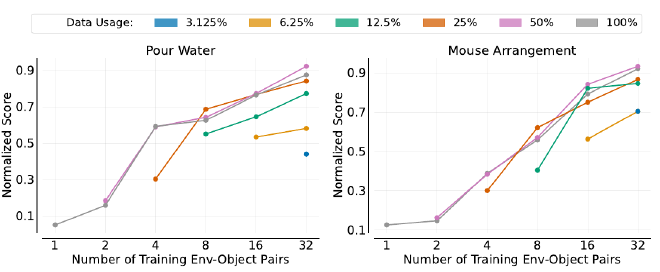 Data Usage: 3.125% 6.25% 12.5% 25% 50% 100%
Pour Water
Normalized Score
0.9
0.7
0.5
0.3
0.1
1 2 4 8 16 32
Number of Training Env-Object Pairs
Mouse Arrangement
Normalized Score
0.9
0.7
0.5
0.3
0.1
1 2 4 8 16 32
Number of Training Env-Object Pairs